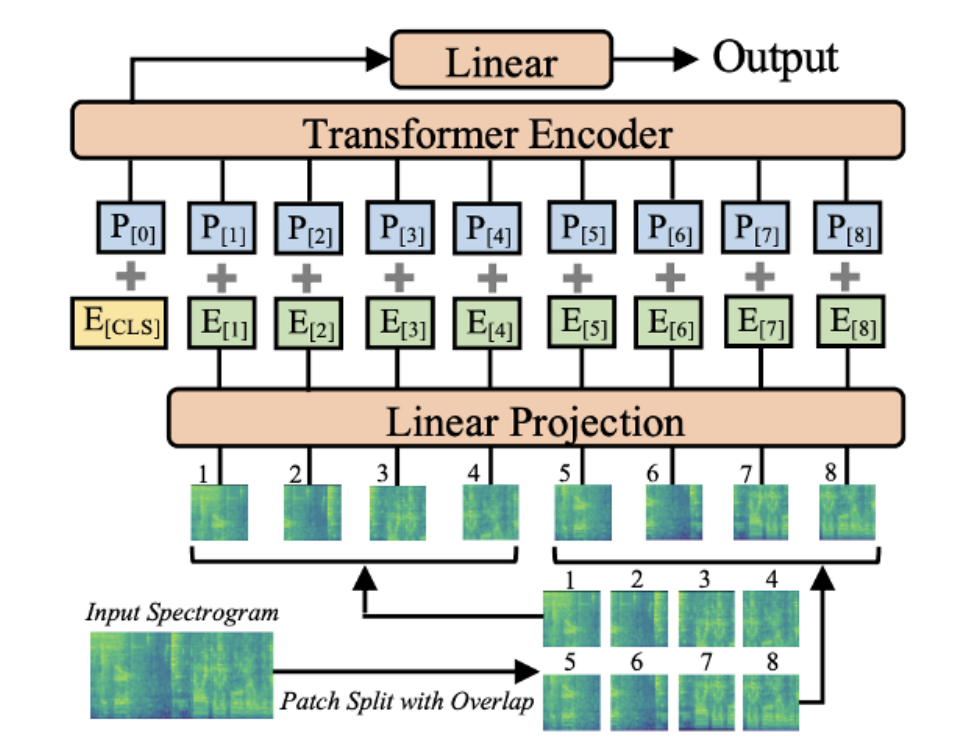 Linear
Output
Transformer Encoder
P[0] P[1] P[2] P[3] P[4] P[5] P[6] P[7] P[8]
+ + + + + + + + +
E[CLS] E[1] E[2] E[3] E[4] E[5] E[6] E[7] E[8]
Linear Projection
1 2 3 4 5 6 7 8
1 2 3 4
Input Spectrogram
5 6 7 8
Patch Split with Overlap